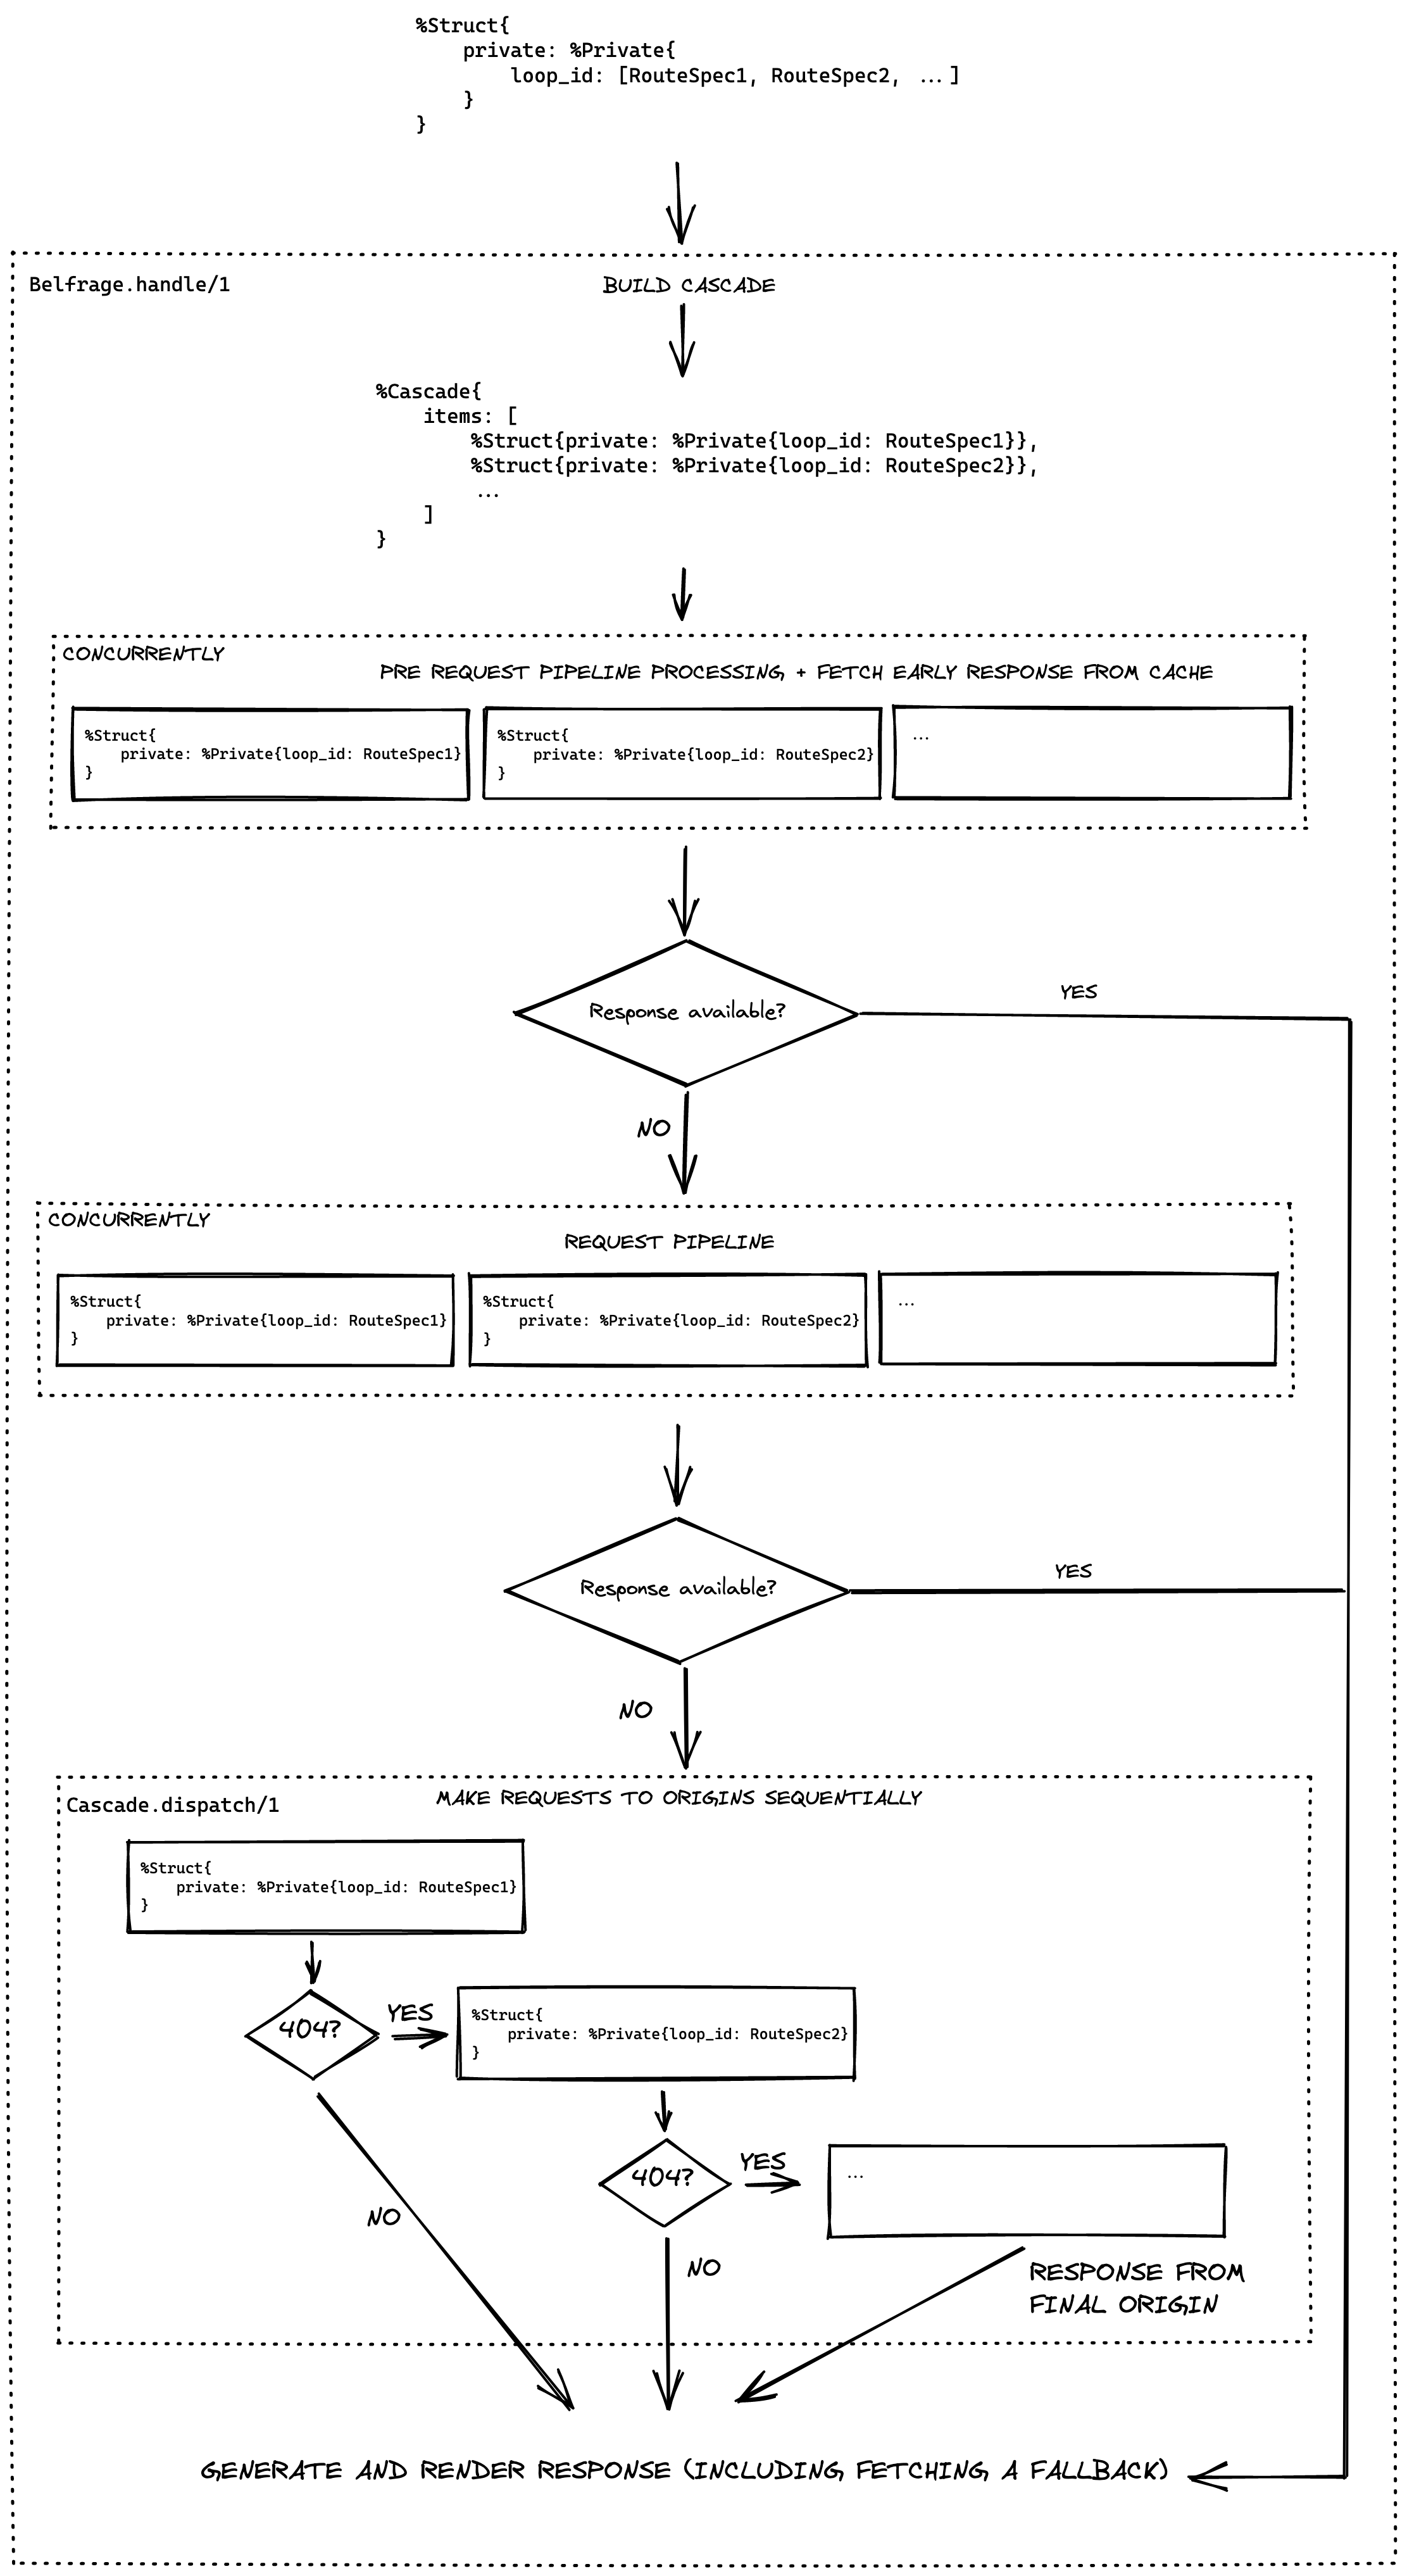 %Struct{
private: %Private{
loop_id: [RouteSpec1, RouteSpec2, ...]
}
}
Belfrage.handle/1
BUILD CASCADE
%Cascade{
items: [
%Struct{private: %Private{loop_id: RouteSpec1}},
%Struct{private: %Private{loop_id: RouteSpec2}},
...
]
}
CONCURRENTLY
PRE REQUEST PIPELINE PROCESSING + FETCH EARLY RESPONSE FROM CACHE
%Struct{
private: %Private{loop_id: RouteSpec1}
}
%Struct{
private: %Private{loop_id: RouteSpec2}
}
...
Response available?
YES
NO
CONCURRENTLY
REQUEST PIPELINE
%Struct{
private: %Private{loop_id: RouteSpec1}
}
%Struct{
private: %Private{loop_id: RouteSpec2}
}
...
Response available?
YES
NO
Cascade.dispatch/1
MAKE REQUESTS TO ORIGINS SEQUENTIALLY
%Struct{
private: %Private{loop_id: RouteSpec1}
}
404?
YES
%Struct{
private: %Private{loop_id: RouteSpec2}
}
404?
YES
...
NO
NO
RESPONSE FROM
FINAL ORIGIN
GENERATE AND RENDER RESPONSE (INCLUDING FETCHING A FALLBACK)